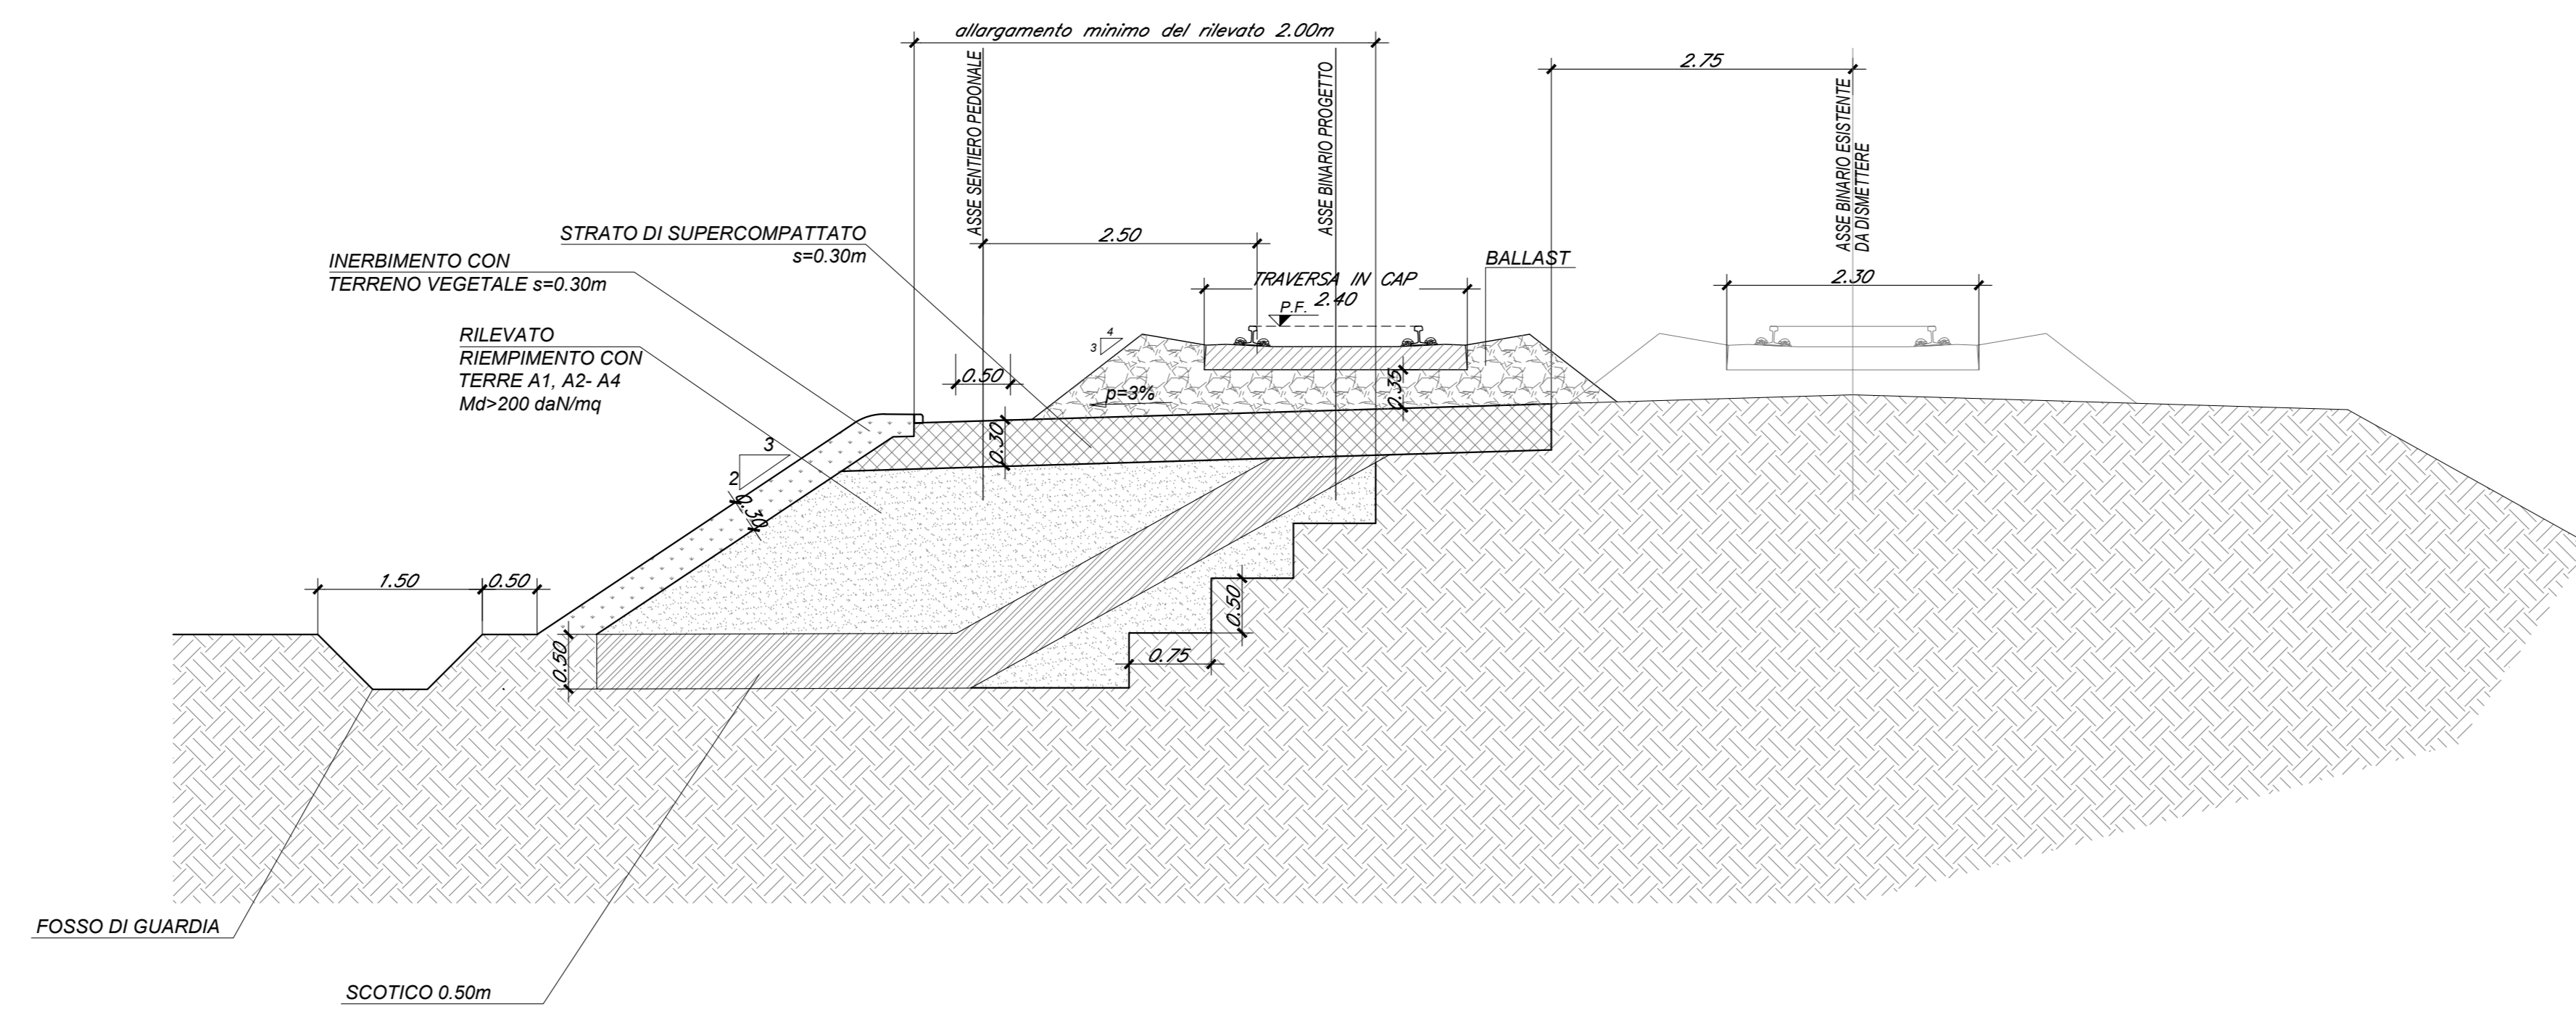 allargamento minimo del rilevato 2.00m
2.75
ASSE SENTIERO PEDONALE
ASSE BINARIO PROGETTO
ASSE BINARIO ESISTENTE
DA DISMETTERE
STRATO DI SUPERCOMPATTATO
s=0.30m
2.50
INERBIMENTO CON
TERRENO VEGETALE s=0.30m
BALLAST
TRAVERSA IN CAP
2.40
P.F.
2.30
RILEVATO
RIEMPIMENTO CON
TERRE A1, A2- A4
Md>200 daN/mq
4
3
0.50
p=3%
0.35
0.30
3
2
0.30
1.50
0.50
0.50
0.50
0.75
FOSSO DI GUARDIA
SCOTICO 0.50m